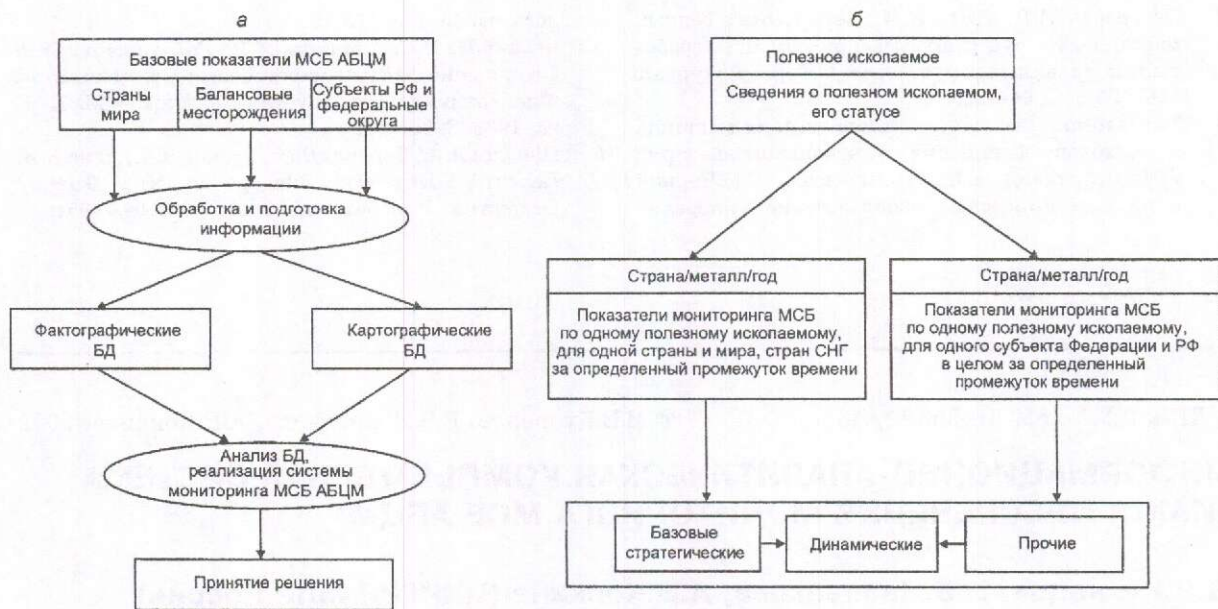 а
Базовые показатели МСБ АБЦМ
Страны
мира
Балансовые
месторождения
Субъекты РФ и
федеральные
округа
Обработка и подготовка
информации
Фактографические
БД
Картографические
БД
Анализ БД,
реализация системы
мониторинга МСБ АБЦМ
Принятие решения
б
Полезное ископаемое
Сведения о полезном ископаемом,
его статусе
Страна/металл/год
Показатели мониторинга МСБ
по одному полезному ископаемому,
для одной страны и мира, стран СНГ
за определенный промежуток времени
Страна/металл/год
Показатели мониторинга МСБ
по одному полезному ископаемому,
для одного субъекта Федерации и РФ
в целом за определенный
промежуток времени
Базовые
стратегические
Динамические
Прочие